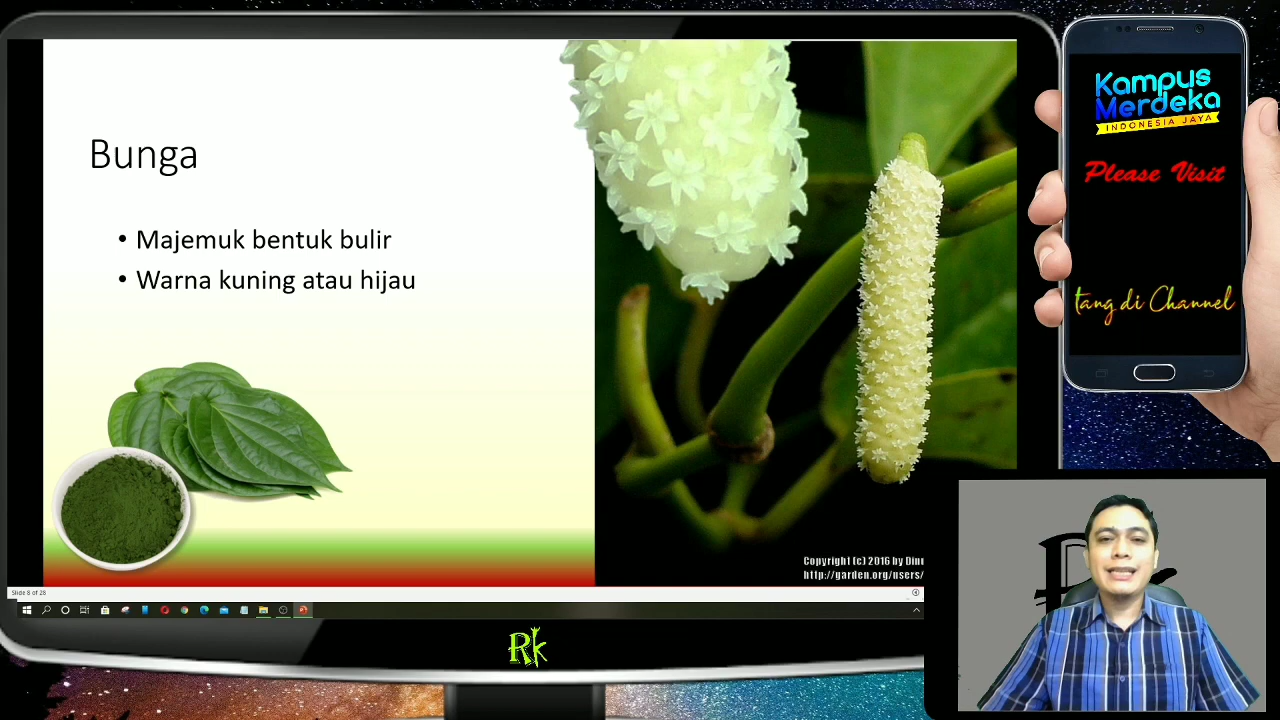 Bunga
• Majemuk bentuk bulir
• Warna kuning atau hijau
Copyright (c) 2016 by
http://garden.org/users/
Slide 8 of 28
Rk
Kampus
Merdeka
INDONESIA JAYA
Please Visit
tang di Channel